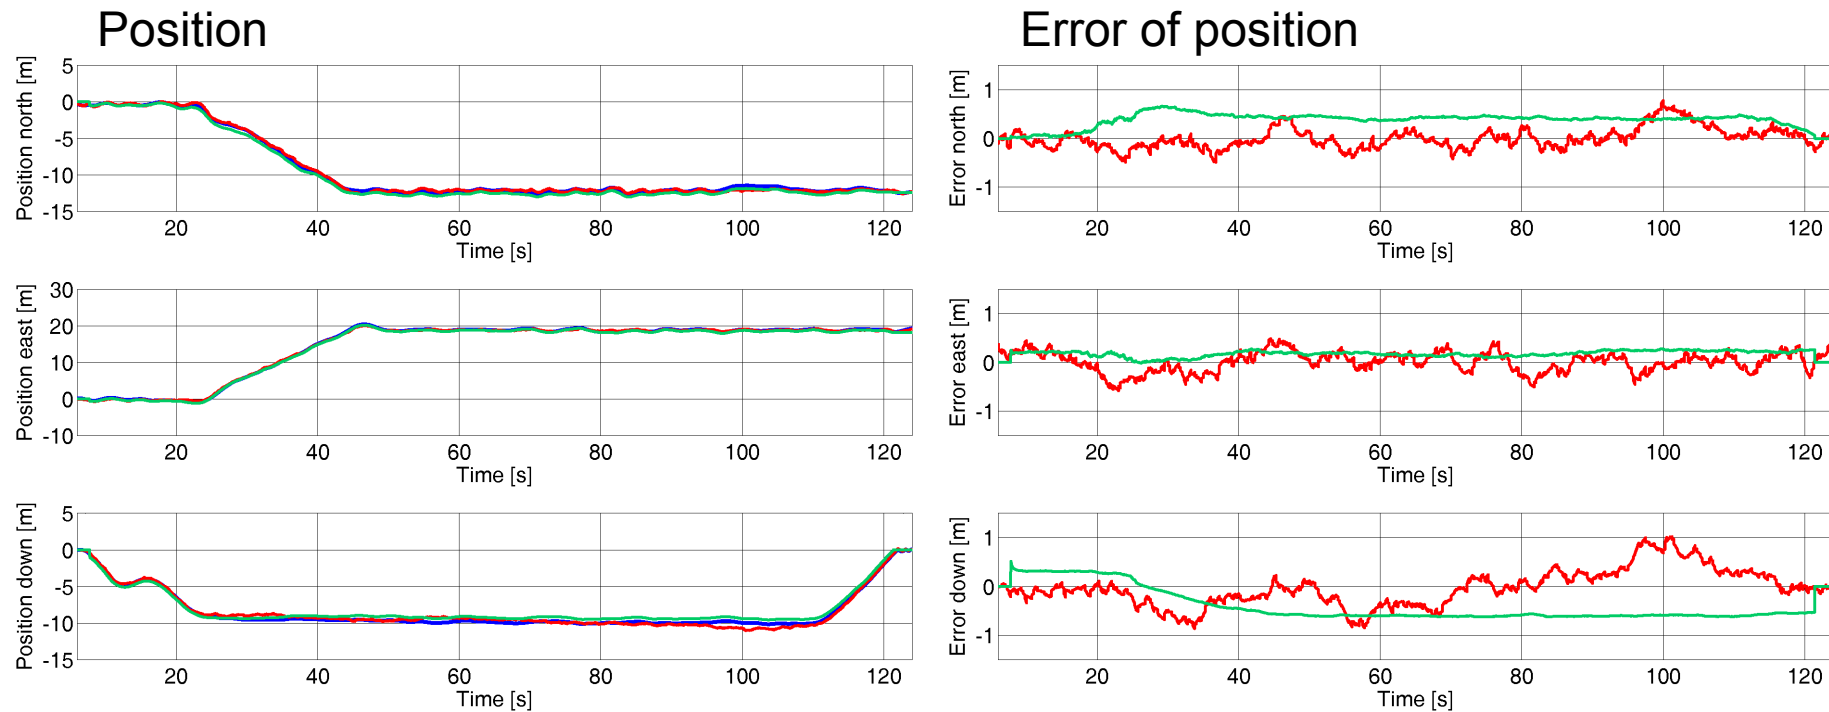 Position
Error of position
Position north [m]
5
0
-5
-10
-15
20 40 60 80 100 120
Time [s]
Error north [m]
1
0
-1
20 40 60 80 100 120
Time [s]
Position east [m]
30
20
10
0
-10
20 40 60 80 100 120
Time [s]
Error east [m]
1
0
-1
20 40 60 80 100 120
Time [s]
Position down [m]
5
0
-5
-10
-15
20 40 60 80 100 120
Time [s]
Error down [m]
1
0
-1
20 40 60 80 100 120
Time [s]